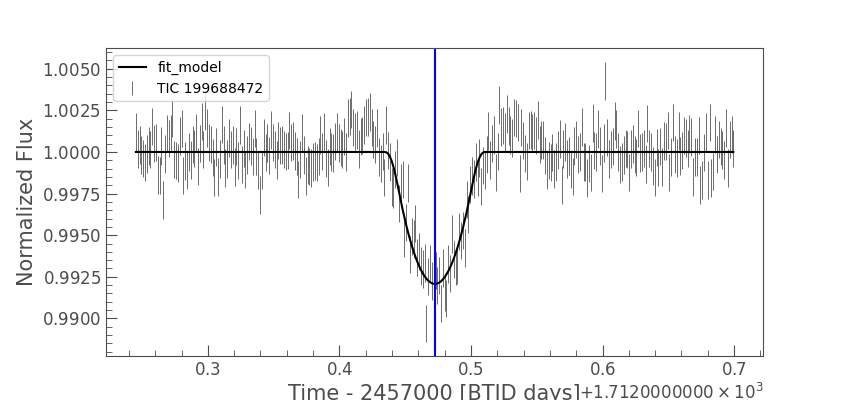 fit_model
TIC 199688472
1.0050
1.0025
1.0000
0.9975
0.9950
0.9925
0.9900
Normalized Flux
0.3 0.4 0.5 0.6 0.7
Time - 2457000 [BTJD days]
+1.7120000000 × 10³